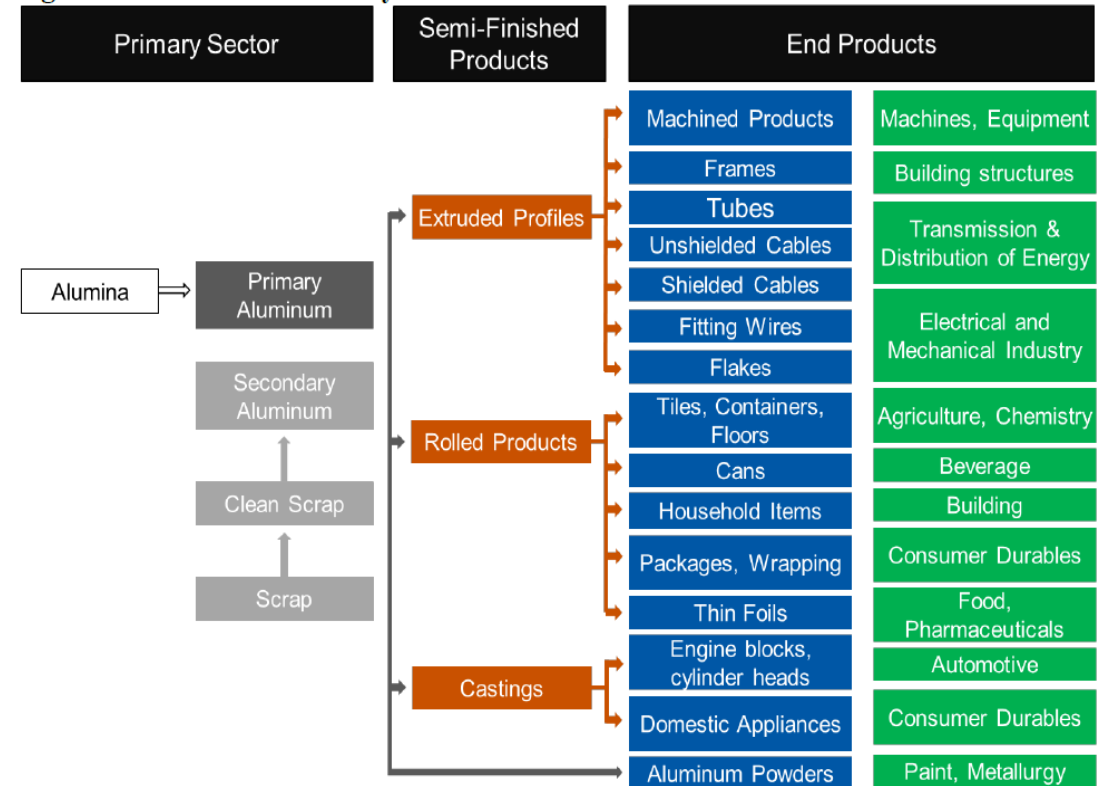 Primary Sector
Semi-Finished
Products
End Products
Alumina
Primary
Aluminum
Secondary
Aluminum
Clean Scrap
Scrap
Extruded Profiles
Rolled Products
Castings
Machined Products
Frames
Tubes
Unshielded Cables
Shielded Cables
Fitting Wires
Flakes
Tiles, Containers,
Floors
Cans
Household Items
Packages, Wrapping
Thin Foils
Engine blocks,
cylinder heads
Domestic Appliances
Aluminum Powders
Machines, Equipment
Building structures
Transmission &
Distribution of Energy
Electrical and
Mechanical Industry
Agriculture, Chemistry
Beverage
Building
Consumer Durables
Food,
Pharmaceuticals
Automotive
Consumer Durables
Paint, Metallurgy